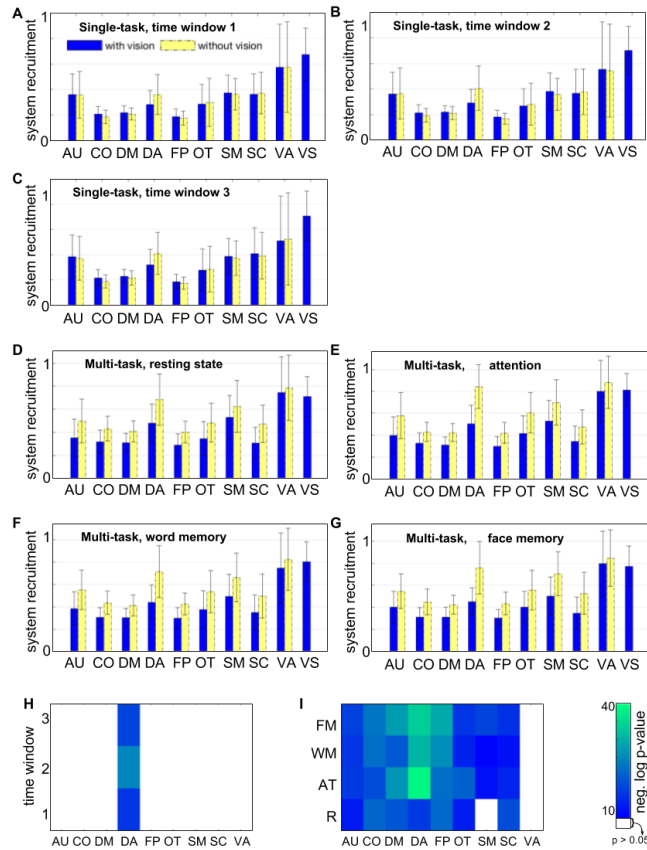 A Single-task, time window 1
with vision without vision
system recruitment
1
0
AU CO DM DA FP OT SM SC VA VS
B Single-task, time window 2
system recruitment
1
0
AU CO DM DA FP OT SM SC VA VS
C Single-task, time window 3
system recruitment
1
0
AU CO DM DA FP OT SM SC VA VS
D Multi-task, resting state
system recruitment
1
0
AU CO DM DA FP OT SM SC VA VS
E Multi-task, attention
system recruitment
1
0
AU CO DM DA FP OT SM SC VA VS
F Multi-task, word memory
system recruitment
1
0
AU CO DM DA FP OT SM SC VA VS
G Multi-task, face memory
system recruitment
1
0
AU CO DM DA FP OT SM SC VA VS
H
time window
3
2
1
AU CO DM DA FP OT SM SC VA
I
FM
WM
AT
R
AU CO DM DA FP OT SM SC VA
40
10
neg. log p-value
p > 0.05